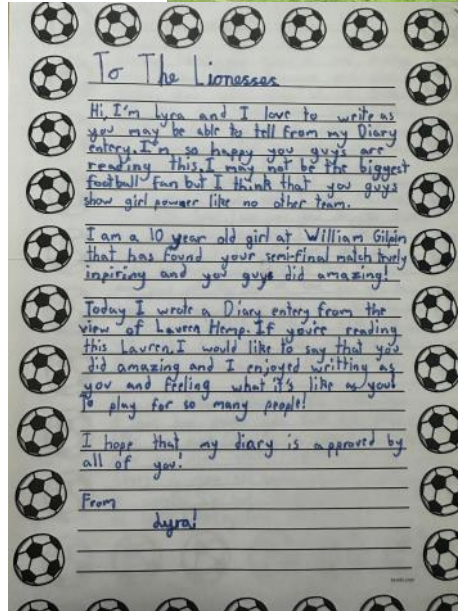 To The Lionesses
Hi, I'm Lyra and I love to write as
you may be able to tell from my Diary
entery. I'm so happy you guys are
reading this. I may not be the biggest
football fan but I think that you guys
show girl powner like no other team.
I am a 10 year old girl at William Gilpin
that has found your semi-final match truely
inpiring and you guys did amazing!
Today I wrote a Diary entery from the
view of Lauren Hemp. If you're reading
this Lauren, I would like to say that you
did amazing and I enjoyed writting as
you and feeling what it's like as you
To play for so many people!
I hope that my diary is approved by
all of you!
From
Lyra!